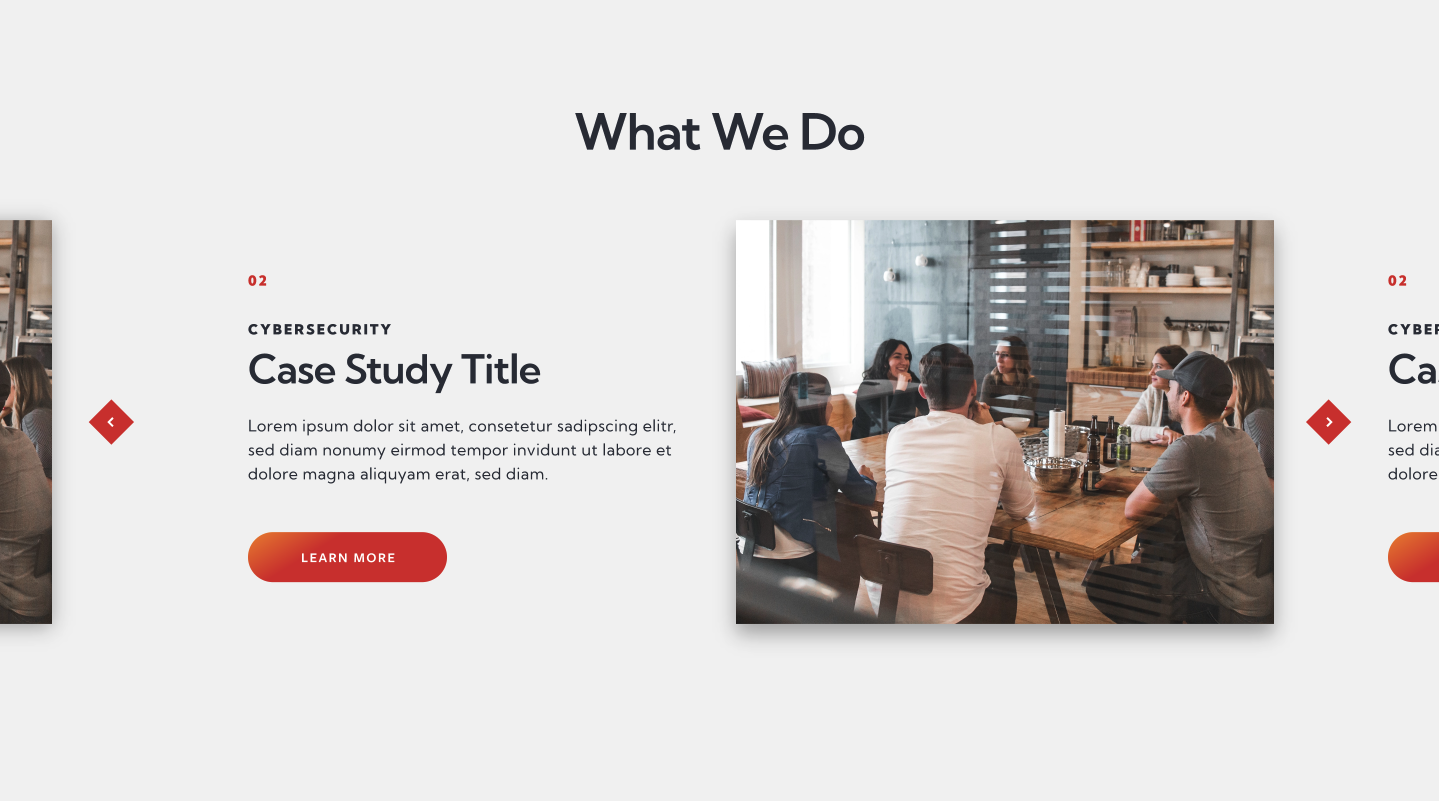 What We Do
02
CYBERSECURITY
Case Study Title
Lorem ipsum dolor sit amet, consetetur sadipscing elitr,
sed diam nonumy eirmod tempor invidunt ut labore et
dolore magna aliquyam erat, sed diam.
LEARN MORE
02
CYBER
Ca
Lorem
sed dia
dolore